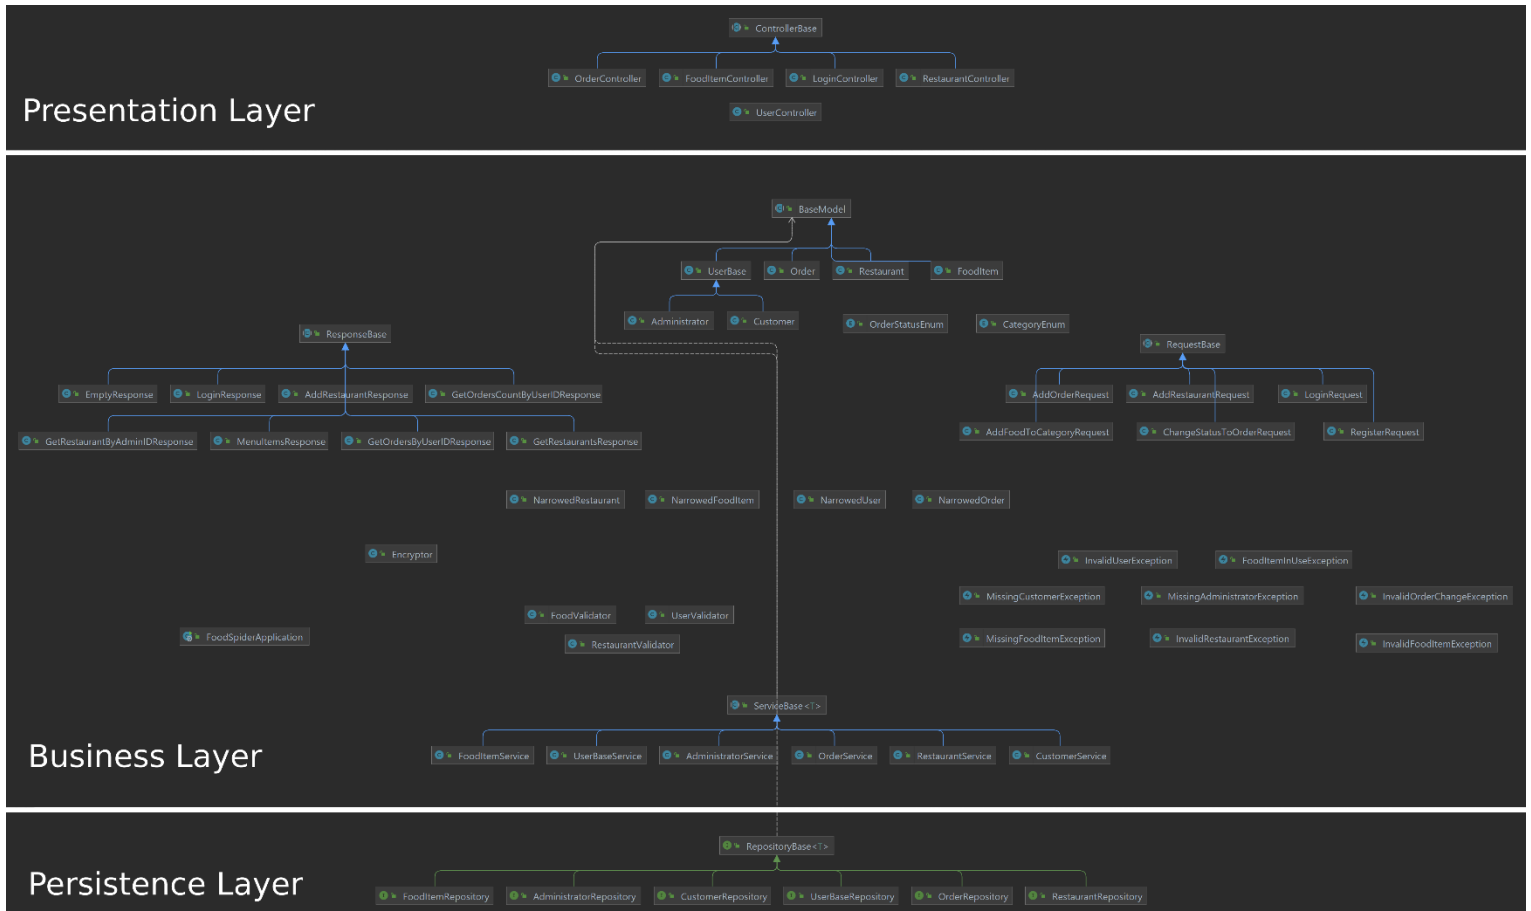 ControllerBase
OrderController FoodItemController LoginController RestaurantController
Presentation Layer
UserController
BaseModel
UserBase Order Restaurant FoodItem
Administrator Customer OrderStatusEnum CategoryEnum
ResponseBase
RequestBase
EmptyResponse LoginResponse AddRestaurantResponse GetOrdersCountByUserIDResponse AddOrderRequest AddRestaurantRequest LoginRequest
GetRestaurantByAdminIDResponse MenuItemsResponse GetOrdersByUserIDResponse GetRestaurantsResponse AddFoodToCategoryRequest ChangeStatusToOrderRequest RegisterRequest
NarrowedRestaurant NarrowedFoodItem NarrowedUser NarrowedOrder
Encryptor
InvalidUserException FoodItemInUseException
MissingCustomerException MissingAdministratorException InvalidOrderChangeException
FoodValidator UserValidator
FoodSpiderApplication
RestaurantValidator
MissingFoodItemException InvalidRestaurantException InvalidFoodItemException
ServiceBase<T>
Business Layer
FoodItemService UserBaseService AdministratorService OrderService RestaurantService CustomerService
RepositoryBase<T>
Persistence Layer
FoodItemRepository AdministratorRepository CustomerRepository UserBaseRepository OrderRepository RestaurantRepository